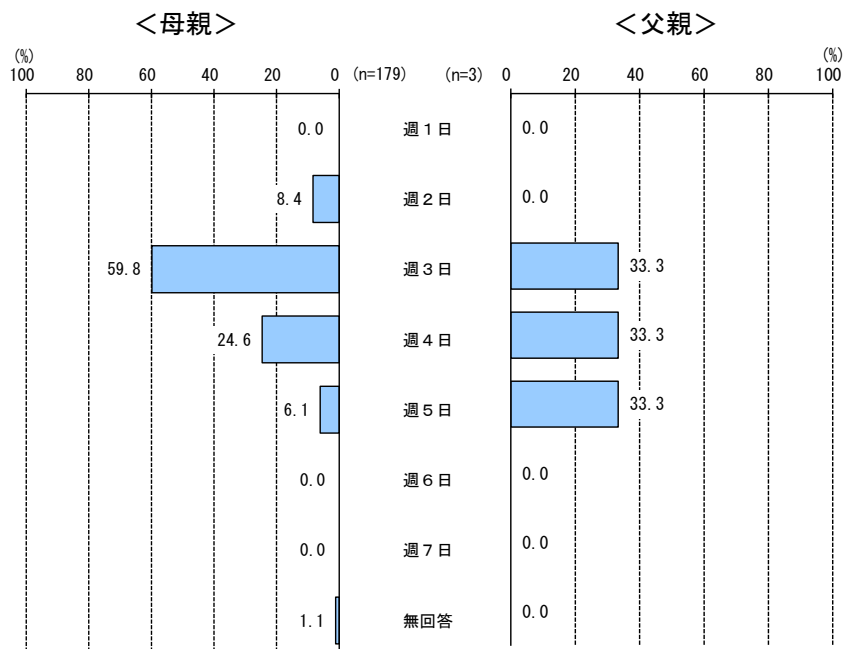 ＜母親＞ ＜父親＞
(%) (%)
100 80 60 40 20 0 (n=179) (n=3) 0 20 40 60 80 100
0.0 週1日 0.0
8.4 週2日 0.0
59.8 週3日 33.3
24.6 週4日 33.3
6.1 週5日 33.3
0.0 週6日 0.0
0.0 週7日 0.0
1.1 無回答 0.0